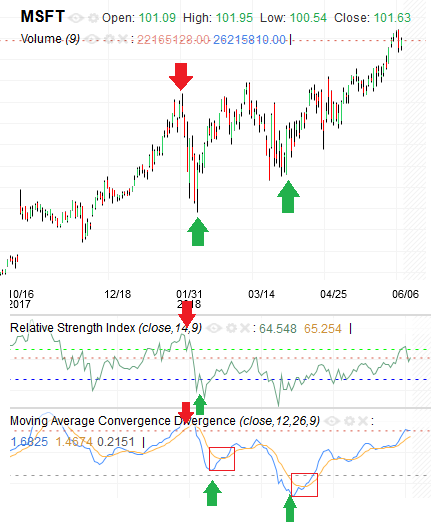 MSFT Open: 101.09 High: 101.95 Low: 100.54 Close: 101.63
Volume (9) : 22165128.00 26215810.00
10/16 12/18 01/31 03/14 04/25 06/06
2017 2018
Relative Strength Index (close,14,9) : 64.548 65.254
Moving Average Convergence Divergence (close,12,26,9) :
1.6825 1.4674 0.2151